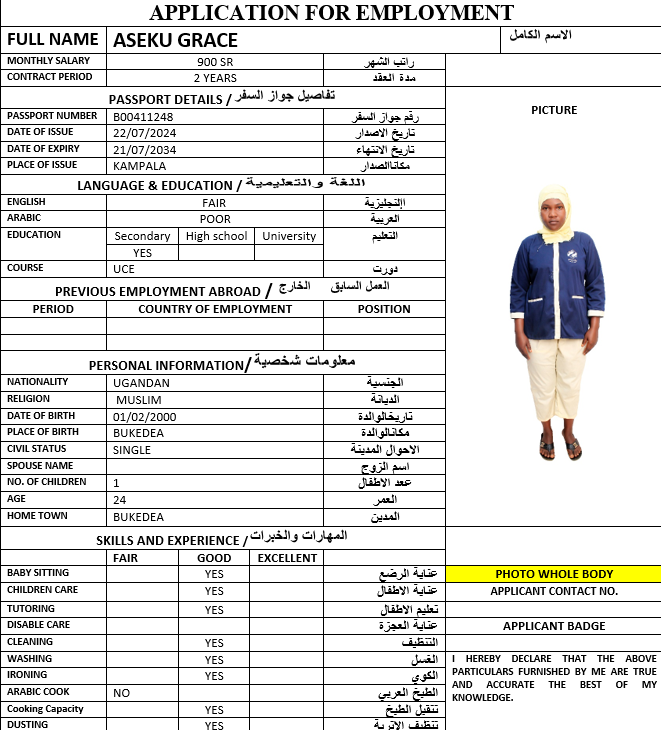 APPLICATION FOR EMPLOYMENT
FULL NAME ASEKU GRACE الاسم الكامل
MONTHLY SALARY 900 SR راتب الشهر
CONTRACT PERIOD 2 YEARS مدة العقد
PASSPORT DETAILS / تفاصيل جواز السفر
PICTURE
PASSPORT NUMBER B00411248 رقم جواز السفر
DATE OF ISSUE 22/07/2024 تاريخ الاصدار
DATE OF EXPIRY 21/07/2034 تاريخ الانتهاء
PLACE OF ISSUE KAMPALA مكاناالصدار
LANGUAGE & EDUCATION / اللغة والتعليمية
ENGLISH FAIR اإلنجليزية
ARABIC POOR العربية
EDUCATION Secondary High school University التعليم
YES
COURSE UCE دورت
PREVIOUS EMPLOYMENT ABROAD / العمل السابق الخارج
PERIOD COUNTRY OF EMPLOYMENT POSITION
PERSONAL INFORMATION/ معلومات شخصية
NATIONALITY UGANDAN الجنسية
RELIGION MUSLIM الديانة
DATE OF BIRTH 01/02/2000 تاريخالوالدة
PLACE OF BIRTH BUKEDEA مكانالوالدة
CIVIL STATUS SINGLE الاحوال المدينة
SPOUSE NAME اسم الزوج
NO. OF CHILDREN 1 عدد الاطفال
AGE 24 العمر
HOME TOWN BUKEDEA المدين
SKILLS AND EXPERIENCE / المهارات والخبرات
FAIR GOOD EXCELLENT
BABY SITTING YES عناية الرضع
PHOTO WHOLE BODY
CHILDREN CARE YES عناية الاطفال
APPLICANT CONTACT NO.
TUTORING YES تعليم الاطفال
DISABLE CARE عناية العجزة
APPLICANT BADGE
CLEANING YES التنظيف
WASHING YES الغسل
IRONING YES الكوي
ARABIC COOK NO الطبخ العربي
Cooking Capacity YES تتقيل الطبخ
DUSTING YES تنظيف الاتربة
I HEREBY DECLARE THAT THE ABOVE
PARTICULARS FURNISHED BY ME ARE TRUE
AND ACCURATE THE BEST OF MY
KNOWLEDGE.